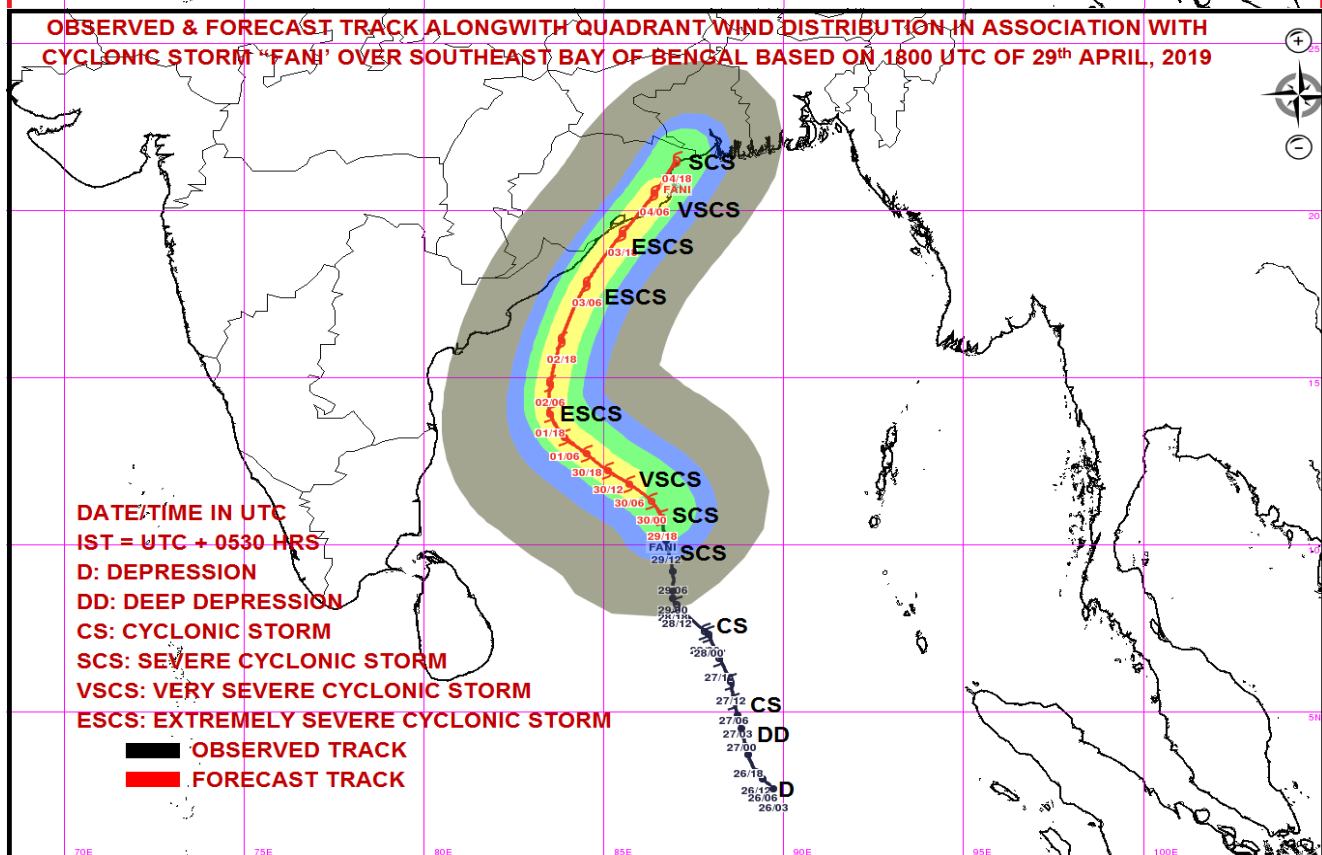 OBSERVED & FORECAST TRACK ALONGWITH QUADRANT WIND DISTRIBUTION IN ASSOCIATION WITH
CYCLONIC STORM "FANI' OVER SOUTHEAST BAY OF BENGAL BASED ON 1800 UTC OF 29th APRIL, 2019
+
−
25
SCS
04/18
FANI
04/06
VSCS
20
03/18
ESCS
03/06
ESCS
02/18
15
02/06
ESCS
01/18
01/06
30/18
VSCS
30/12
30/06
30/00
SCS
29/18
FANI
10
29/12
SCS
29/06
29/00
28/18
28/12
CS
28/00
27/12
CS
27/06
5N
27/03
DD
27/00
26/18
26/12
D
26/06
26/03
DATE/TIME IN UTC
IST = UTC + 0530 HRS
D: DEPRESSION
DD: DEEP DEPRESSION
CS: CYCLONIC STORM
SCS: SEVERE CYCLONIC STORM
VSCS: VERY SEVERE CYCLONIC STORM
ESCS: EXTREMELY SEVERE CYCLONIC STORM
OBSERVED TRACK
FORECAST TRACK
70E
75E
80E
85E
90E
95E
100E